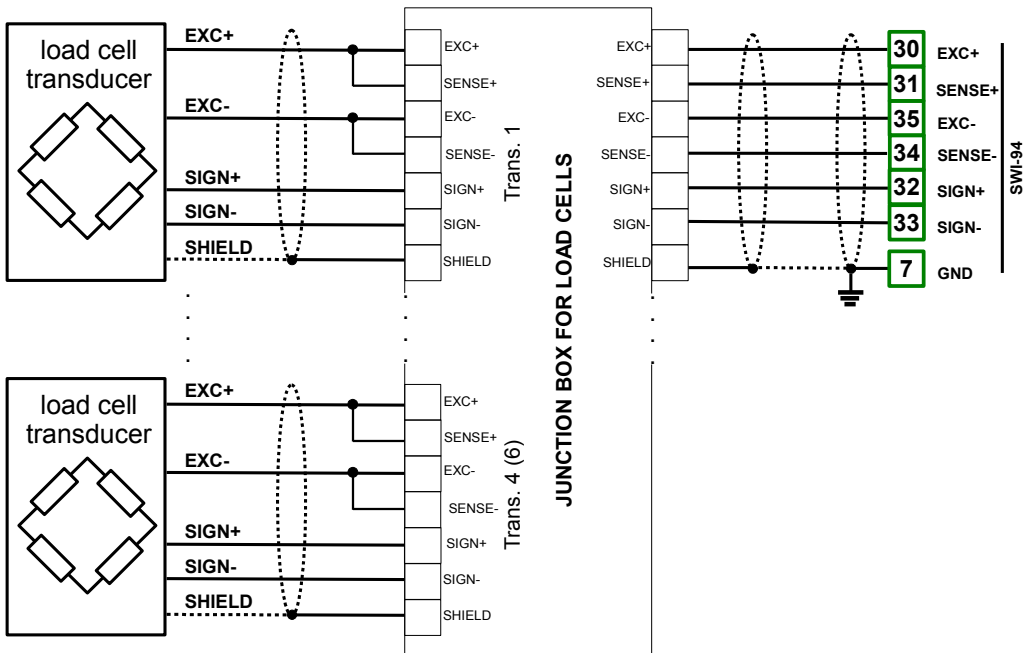 load cell
transducer
EXC+
EXC-
SIGN+
SIGN-
SHIELD
EXC+
SENSE+
EXC-
SENSE-
SIGN+
SIGN-
SHIELD
Trans. 1
JUNCTION BOX FOR LOAD CELLS
EXC+
SENSE+
EXC-
SENSE-
SIGN+
SIGN-
SHIELD
30 EXC+
31 SENSE+
35 EXC-
34 SENSE-
32 SIGN+
33 SIGN-
7 GND
SWI-94
load cell
transducer
EXC+
EXC-
SIGN+
SIGN-
SHIELD
EXC+
SENSE+
EXC-
SENSE-
SIGN+
SIGN-
SHIELD
Trans. 4 (6)